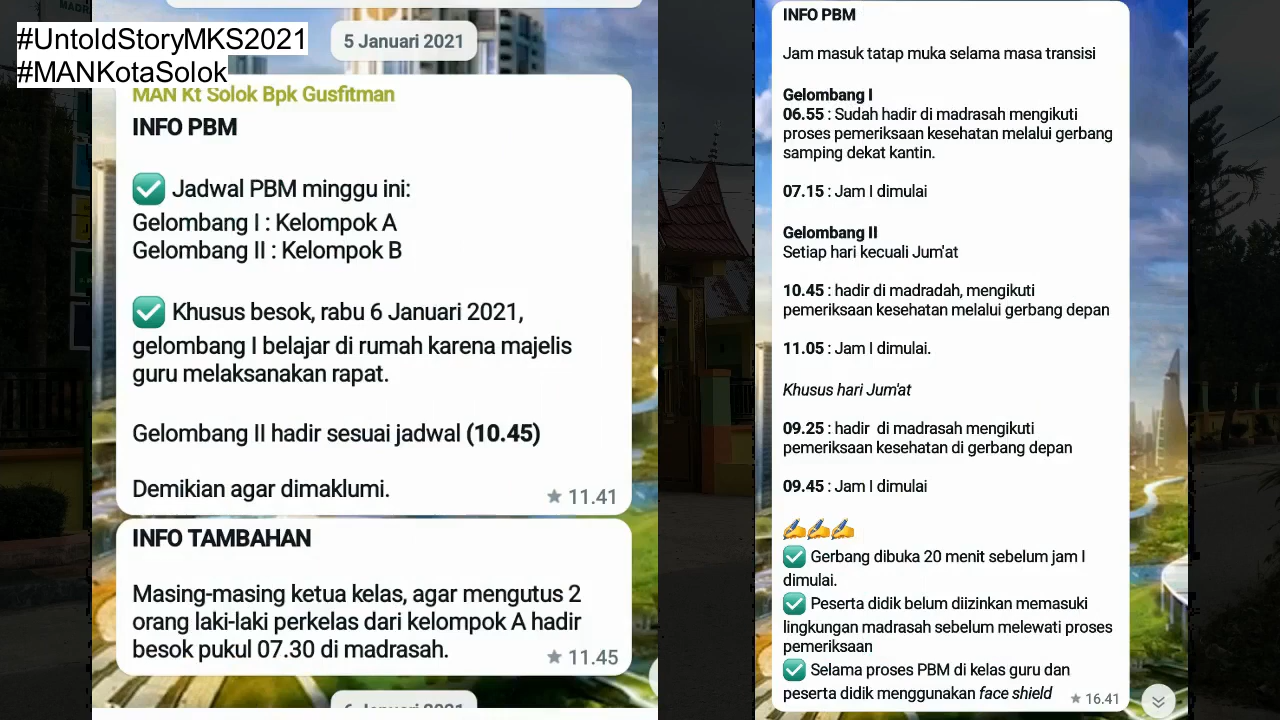 #UntoldStoryMKS2021
#MANKotaSolok
5 Januari 2021
MAN Kt Solok Bpk Gusfitman
INFO PBM
✅ Jadwal PBM minggu ini:
Gelombang I : Kelompok A
Gelombang II : Kelompok B
✅ Khusus besok, rabu 6 Januari 2021,
gelombang I belajar di rumah karena majelis
guru melaksanakan rapat.
Gelombang II hadir sesuai jadwal (10.45)
Demikian agar dimaklumi.
★ 11.41
INFO TAMBAHAN
Masing-masing ketua kelas, agar mengutus 2
orang laki-laki perkelas dari kelompok A hadir
besok pukul 07.30 di madrasah.
★ 11.45
6 Januari 2021
INFO PBM
Jam masuk tatap muka selama masa transisi
Gelombang I
06.55 : Sudah hadir di madrasah mengikuti
proses pemeriksaan kesehatan melalui gerbang
samping dekat kantin.
07.15 : Jam I dimulai
Gelombang II
Setiap hari kecuali Jum'at
10.45 : hadir di madradah, mengikuti
pemeriksaan kesehatan melalui gerbang depan
11.05 : Jam I dimulai.
Khusus hari Jum'at
09.25 : hadir  di madrasah mengikuti
pemeriksaan kesehatan di gerbang depan
09.45 : Jam I dimulai
✍✍✍
✅ Gerbang dibuka 20 menit sebelum jam I
dimulai.
✅ Peserta didik belum diizinkan memasuki
lingkungan madrasah sebelum melewati proses
pemeriksaan
✅ Selama proses PBM di kelas guru dan
peserta didik menggunakan face shield
★ 16.41